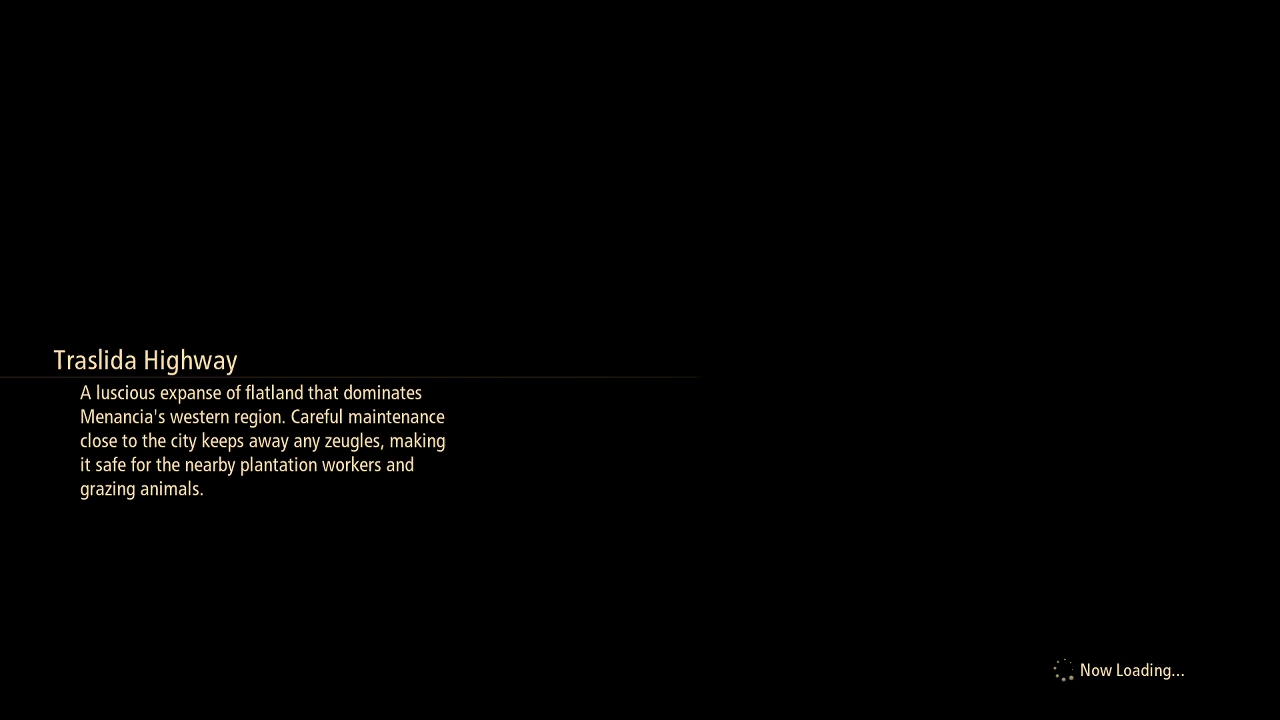 Traslida Highway
A luscious expanse of flatland that dominates
Menancia's western region. Careful maintenance
close to the city keeps away any zeugles, making
it safe for the nearby plantation workers and
grazing animals.
Now Loading...